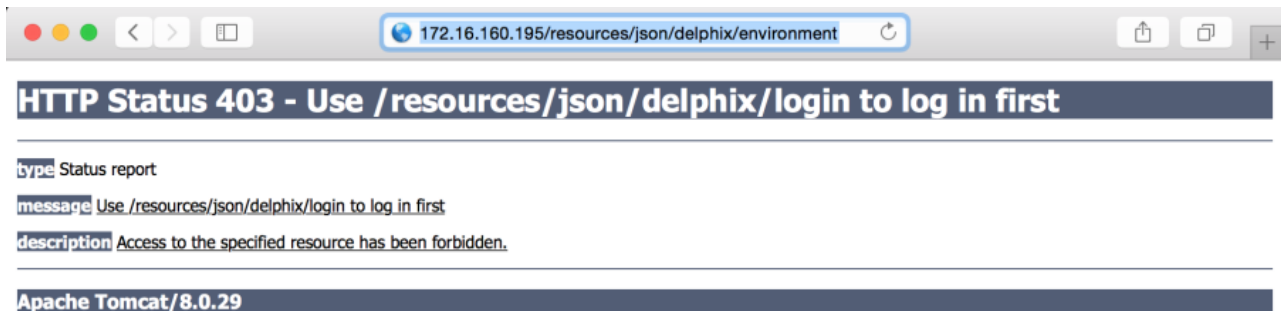 172.16.160.195/resources/json/delphix/environment
HTTP Status 403 - Use /resources/json/delphix/login to log in first
type Status report
message Use /resources/json/delphix/login to log in first
description Access to the specified resource has been forbidden.
Apache Tomcat/8.0.29